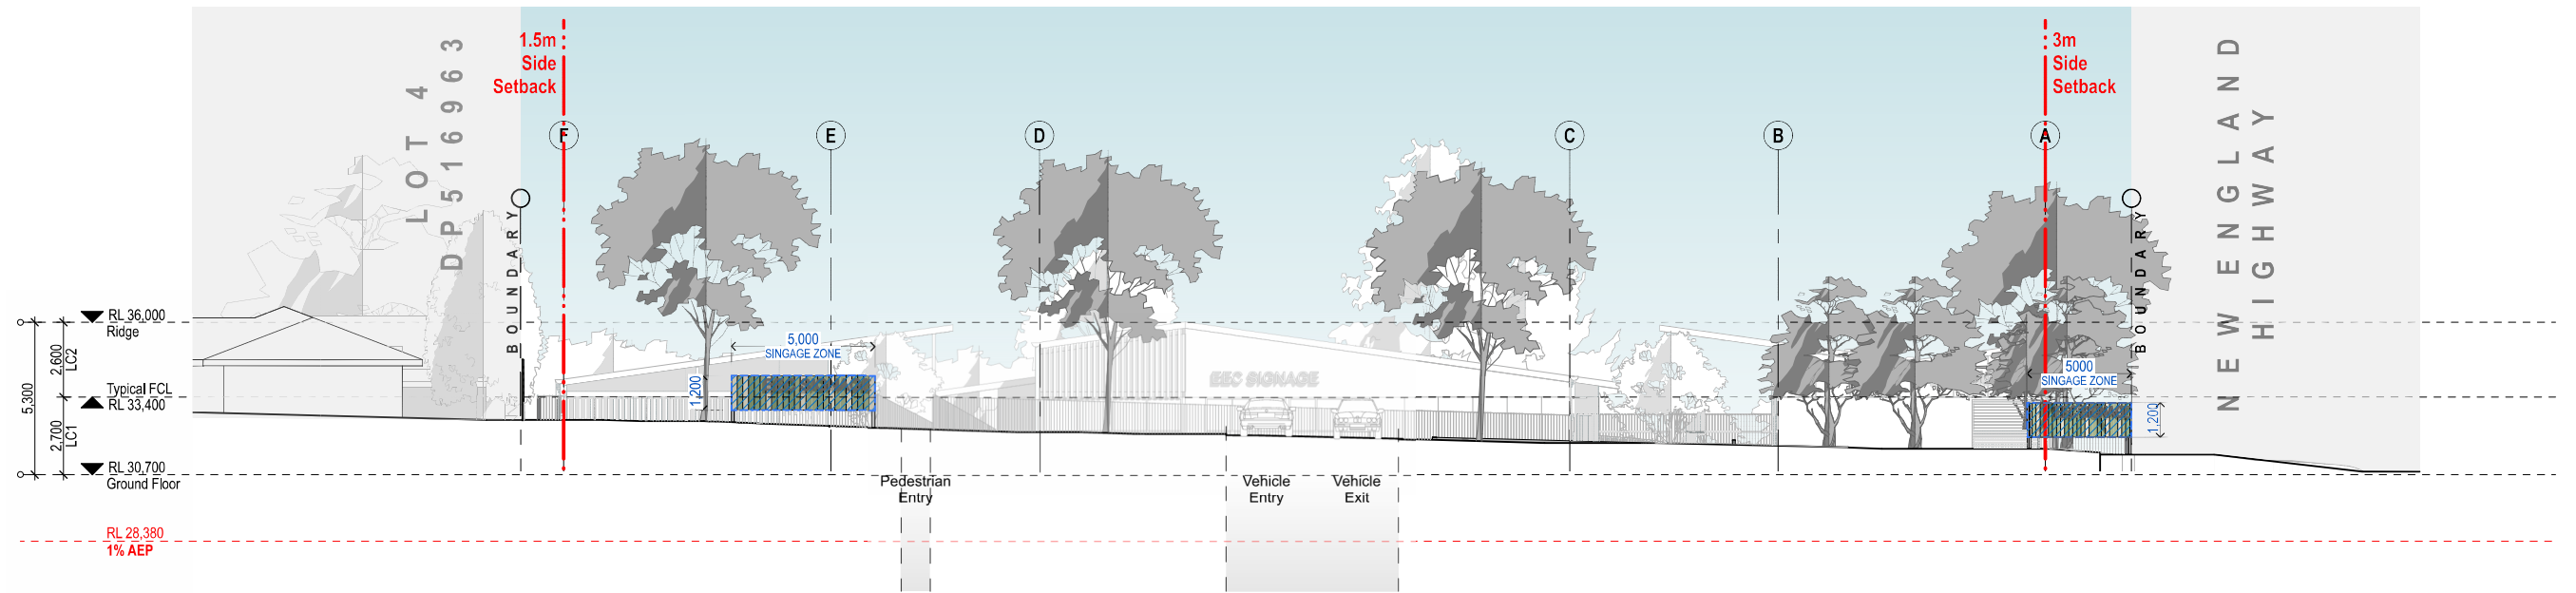 LOT 4
DP516963
1.5m
Side
Setback
3m
Side
Setback
NEW ENGLAND
HIGHWAY
F
E
D
C
B
A
BOUNDARY
BOUNDARY
RL 36,000
Ridge
5,300
2,600
LC2
Typical FCL
RL 33,400
2,700
LC1
RL 30,700
Ground Floor
RL 28,380
1% AEP
5,000
SINGAGE ZONE
1,200
EEC SIGNAGE
5000
SINGAGE ZONE
1,200
Pedestrian
Entry
Vehicle
Entry
Vehicle
Exit